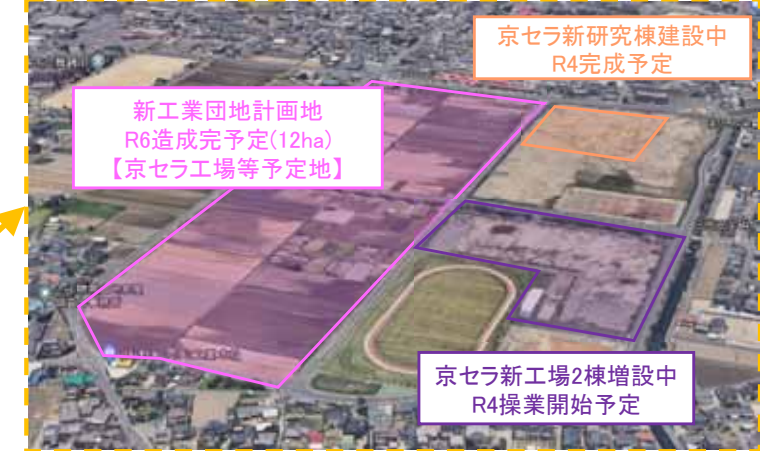 京セラ新研究棟建設中
R4完成予定
新工業団地計画地
R6造成完予定(12ha)
【京セラ工場等予定地】
京セラ新工場2棟増設中
R4操業開始予定